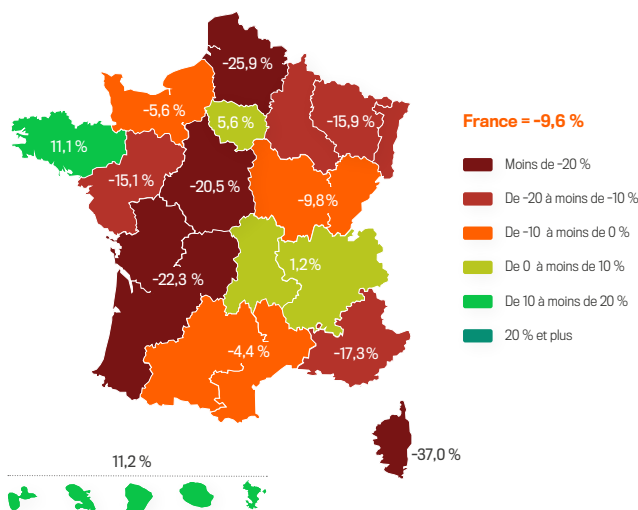 -25,9 %
-5,6 %
5,6 %
-15,9%
11,1 %
-15,1 %
-20,5 %
-9,8 %
-22,3 %
1,2%
-4,4 %
-17,3%
-37,0 %
11,2 %
France = -9,6 %
Moins de -20 %
De -20 à moins de -10 %
De -10 à moins de 0 %
De 0 à moins de 10 %
De 10 à moins de 20 %
20 % et plus